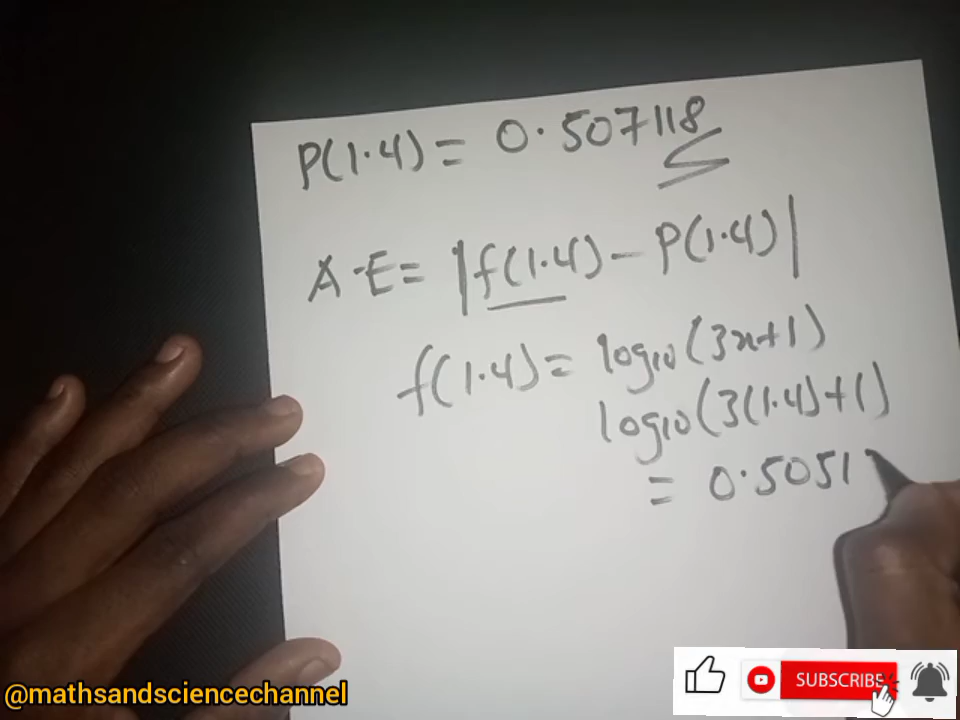 P(1.4) = 0.507118
A.E = |f(1.4) - P(1.4)|
f(1.4) = log10(3x+1)
log10(3(1.4)+1)
= 0.5051
@mathsandsciencechannel
SUBSCRIBE